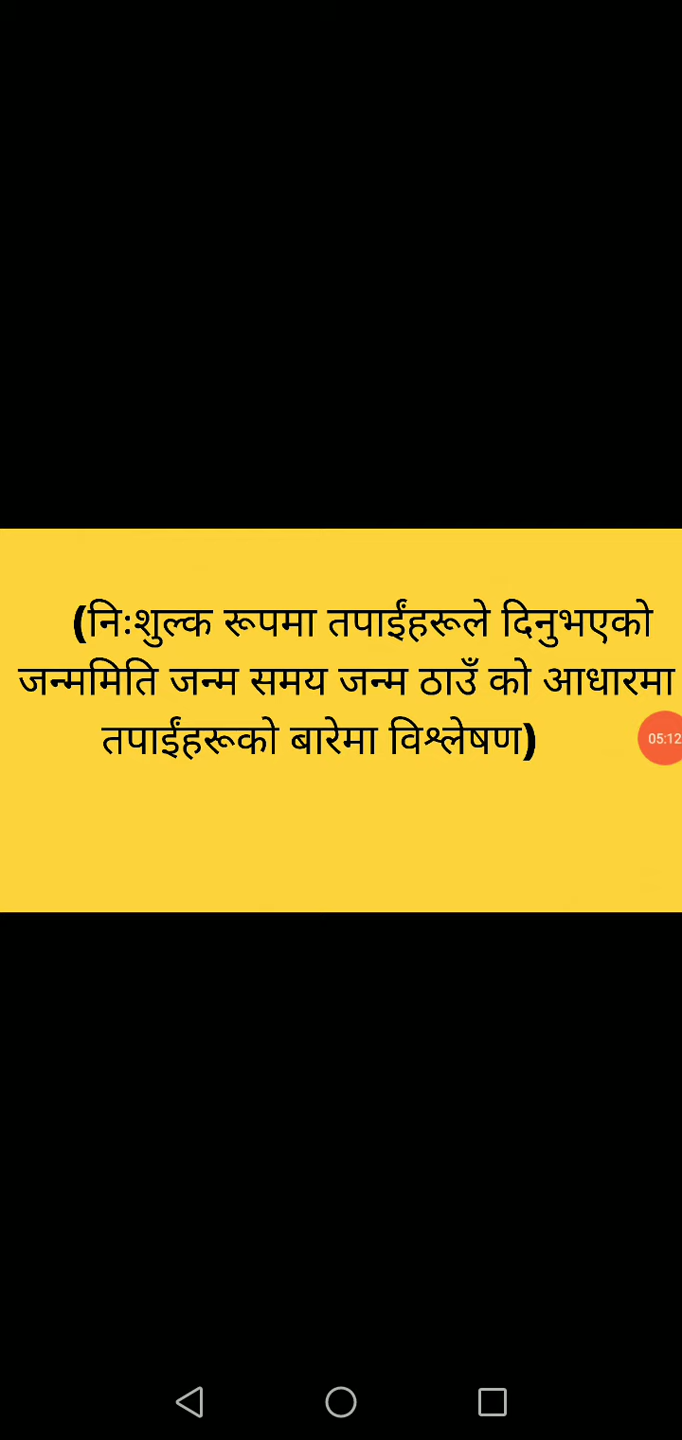 (नि:शुल्क रूपमा तपाईंहरूले दिनुभएको
जन्ममिति जन्म समय जन्म ठाउँ को आधारमा
तपाईंहरूको बारेमा विश्लेषण)
05:12